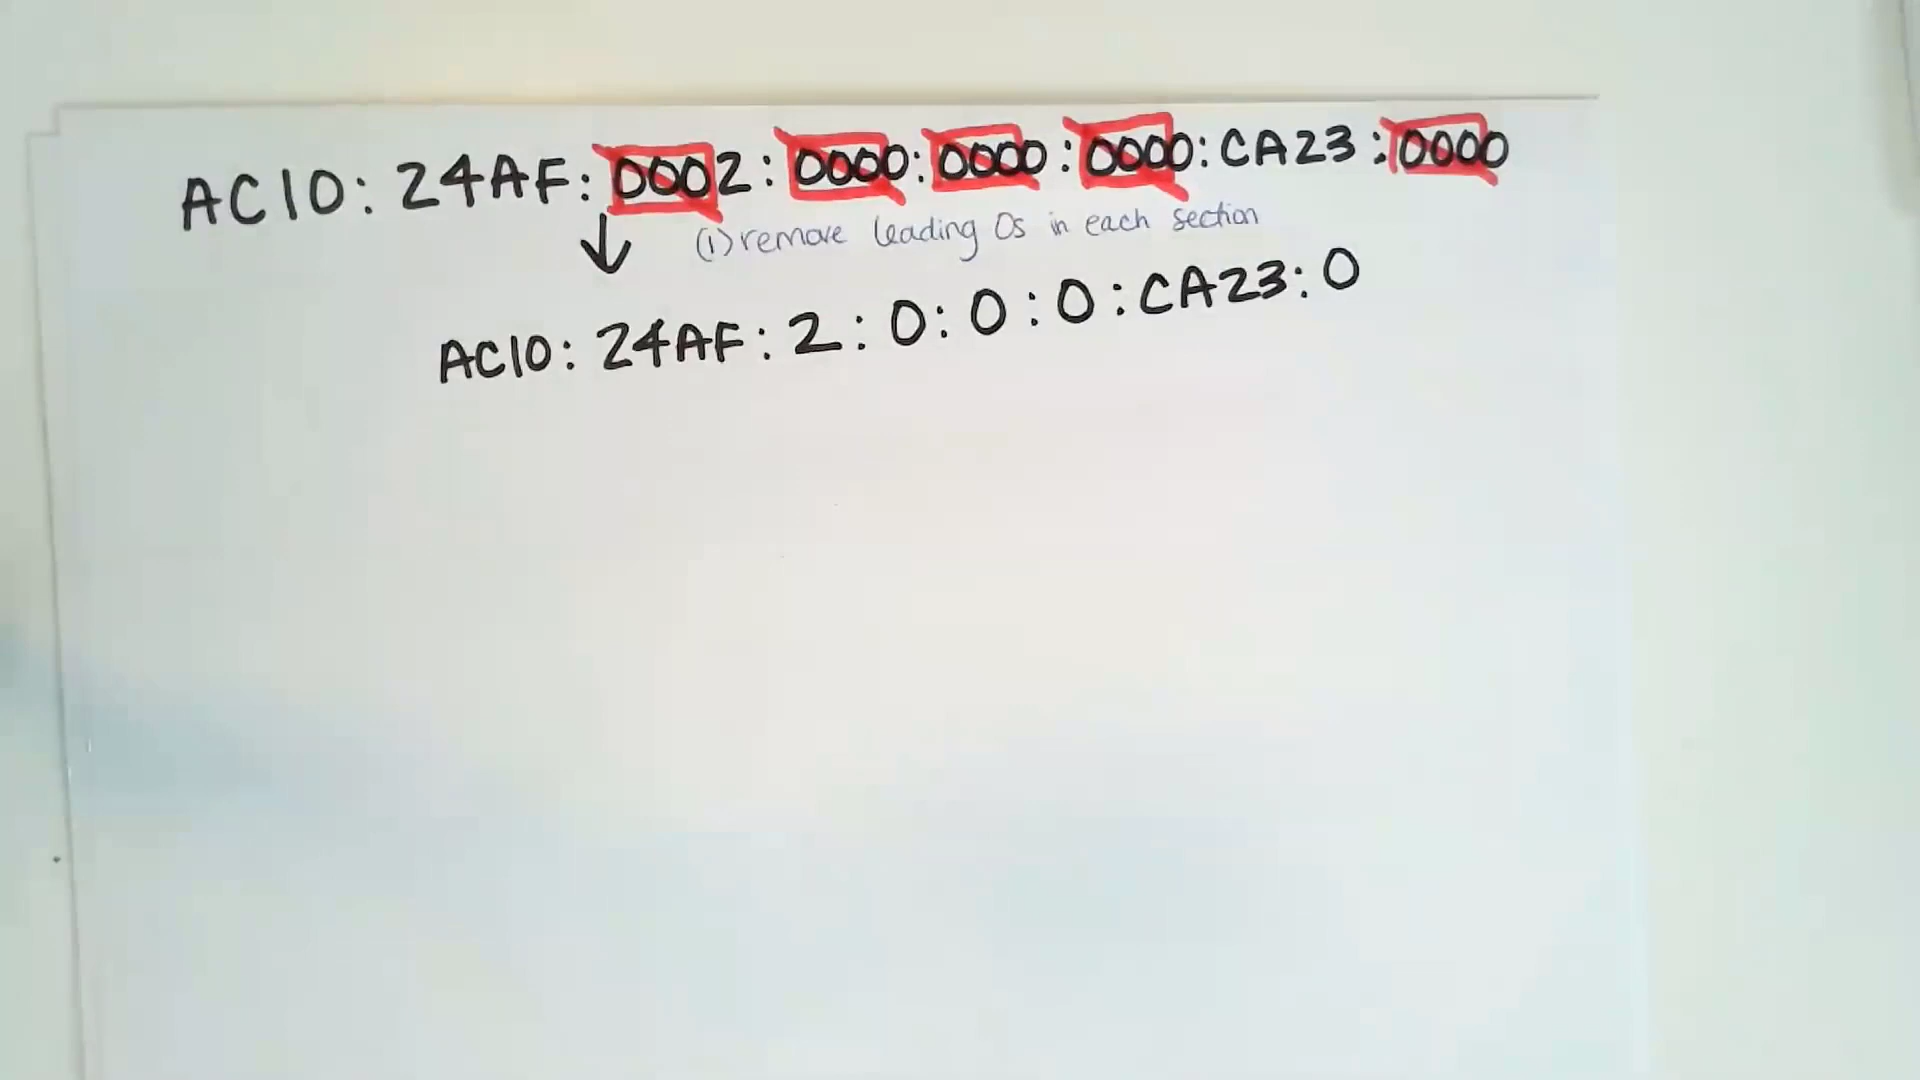 AC10:24AF:0002:0000:0000:0000:CA23:0000
(1) remove leading 0s in each section
AC10:24AF:2:0:0:0:CA23:0